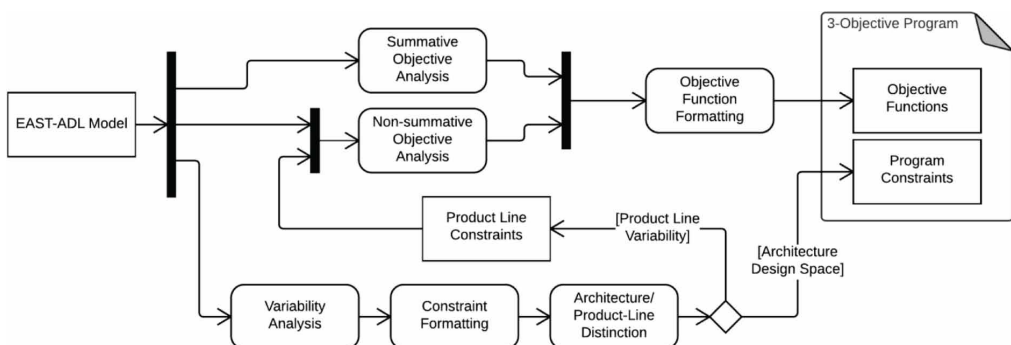 3-Objective Program
Summative
Objective
Analysis
EAST-ADL Model
Non-summative
Objective
Analysis
Objective
Function
Formatting
Objective
Functions
Program
Constraints
Product Line
Constraints
[Product Line
Variability]
[Architecture
Design Space]
Variability
Analysis
Constraint
Formatting
Architecture/
Product-Line
Distinction